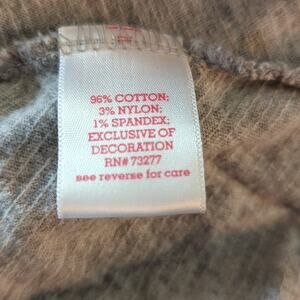 96% COTTON;
3% NYLON;
1% SPANDEX;
EXCLUSIVE OF
DECORATION
RN# 73277
see reverse for care